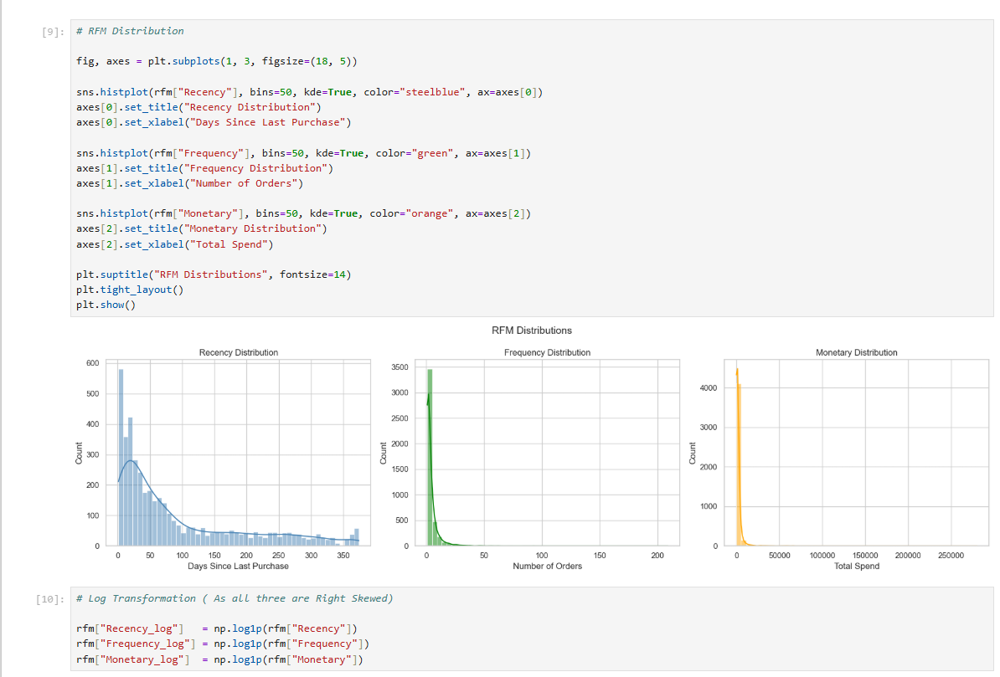 [9]:
# RFM Distribution
fig, axes = plt.subplots(1, 3, figsize=(18, 5))
sns.histplot(rfm["Recency"], bins=50, kde=True, color="steelblue", ax=axes[0])
axes[0].set_title("Recency Distribution")
axes[0].set_xlabel("Days Since Last Purchase")
sns.histplot(rfm["Frequency"], bins=50, kde=True, color="green", ax=axes[1])
axes[1].set_title("Frequency Distribution")
axes[1].set_xlabel("Number of Orders")
sns.histplot(rfm["Monetary"], bins=50, kde=True, color="orange", ax=axes[2])
axes[2].set_title("Monetary Distribution")
axes[2].set_xlabel("Total Spend")
plt.suptitle("RFM Distributions", fontsize=14)
plt.tight_layout()
plt.show()
RFM Distributions
Recency Distribution
600
500
400
300
200
100
0
Count
0 50 100 150 200 250 300 350
Days Since Last Purchase
Frequency Distribution
3500
3000
2500
2000
1500
1000
500
0
Count
0 50 100 150 200
Number of Orders
Monetary Distribution
4000
3000
2000
1000
0
Count
0 50000 100000 150000 200000 250000
Total Spend
[10]:
# Log Transformation ( As all three are Right Skewed)
rfm["Recency_log"]   = np.log1p(rfm["Recency"])
rfm["Frequency_log"] = np.log1p(rfm["Frequency"])
rfm["Monetary_log"]  = np.log1p(rfm["Monetary"])